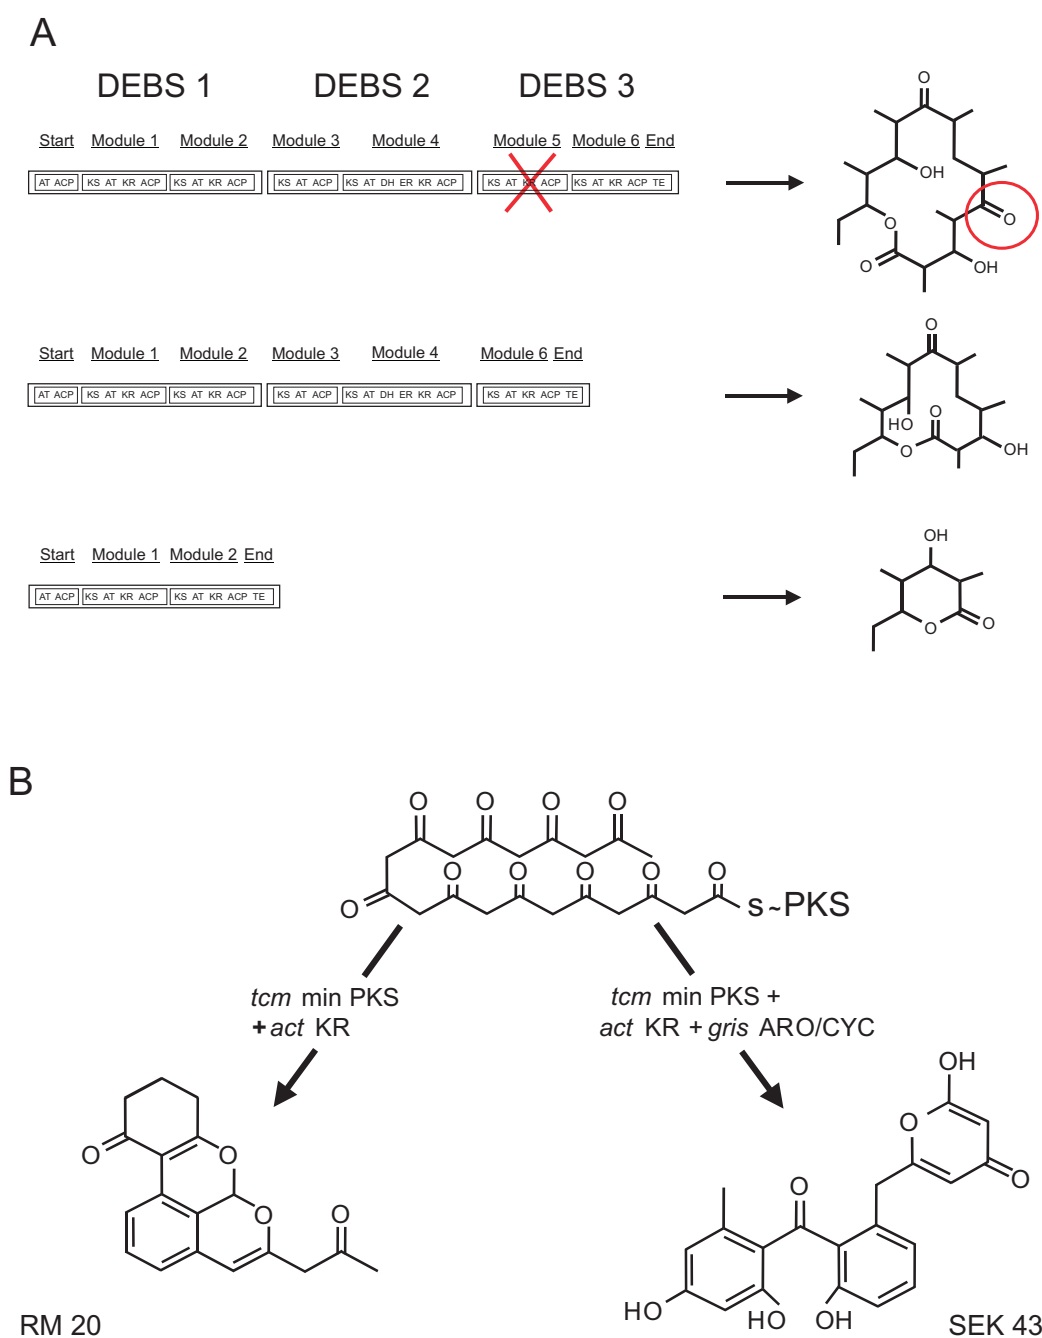 A
DEBS 1 DEBS 2 DEBS 3
Start Module 1 Module 2 Module 3 Module 4 Module 5 Module 6 End
AT ACP KS AT KR ACP KS AT KR ACP KS AT ACP KS AT DH ER KR ACP KS AT KR ACP KS AT KR ACP TE
O
OH
O
O
O
OH
Start Module 1 Module 2 Module 3 Module 4 Module 6 End
AT ACP KS AT KR ACP KS AT KR ACP KS AT ACP KS AT DH ER KR ACP KS AT KR ACP TE
O
O
HO
O
OH
Start Module 1 Module 2 End
AT ACP KS AT KR ACP KS AT KR ACP TE
OH
O
O
B
O O O O
O O O O O
O
s~PKS
tcm min PKS
+ act KR
tcm min PKS +
act KR + gris ARO/CYC
O
O
O
O
RM 20
OH
O
O
O
HO
HO
OH
SEK 43